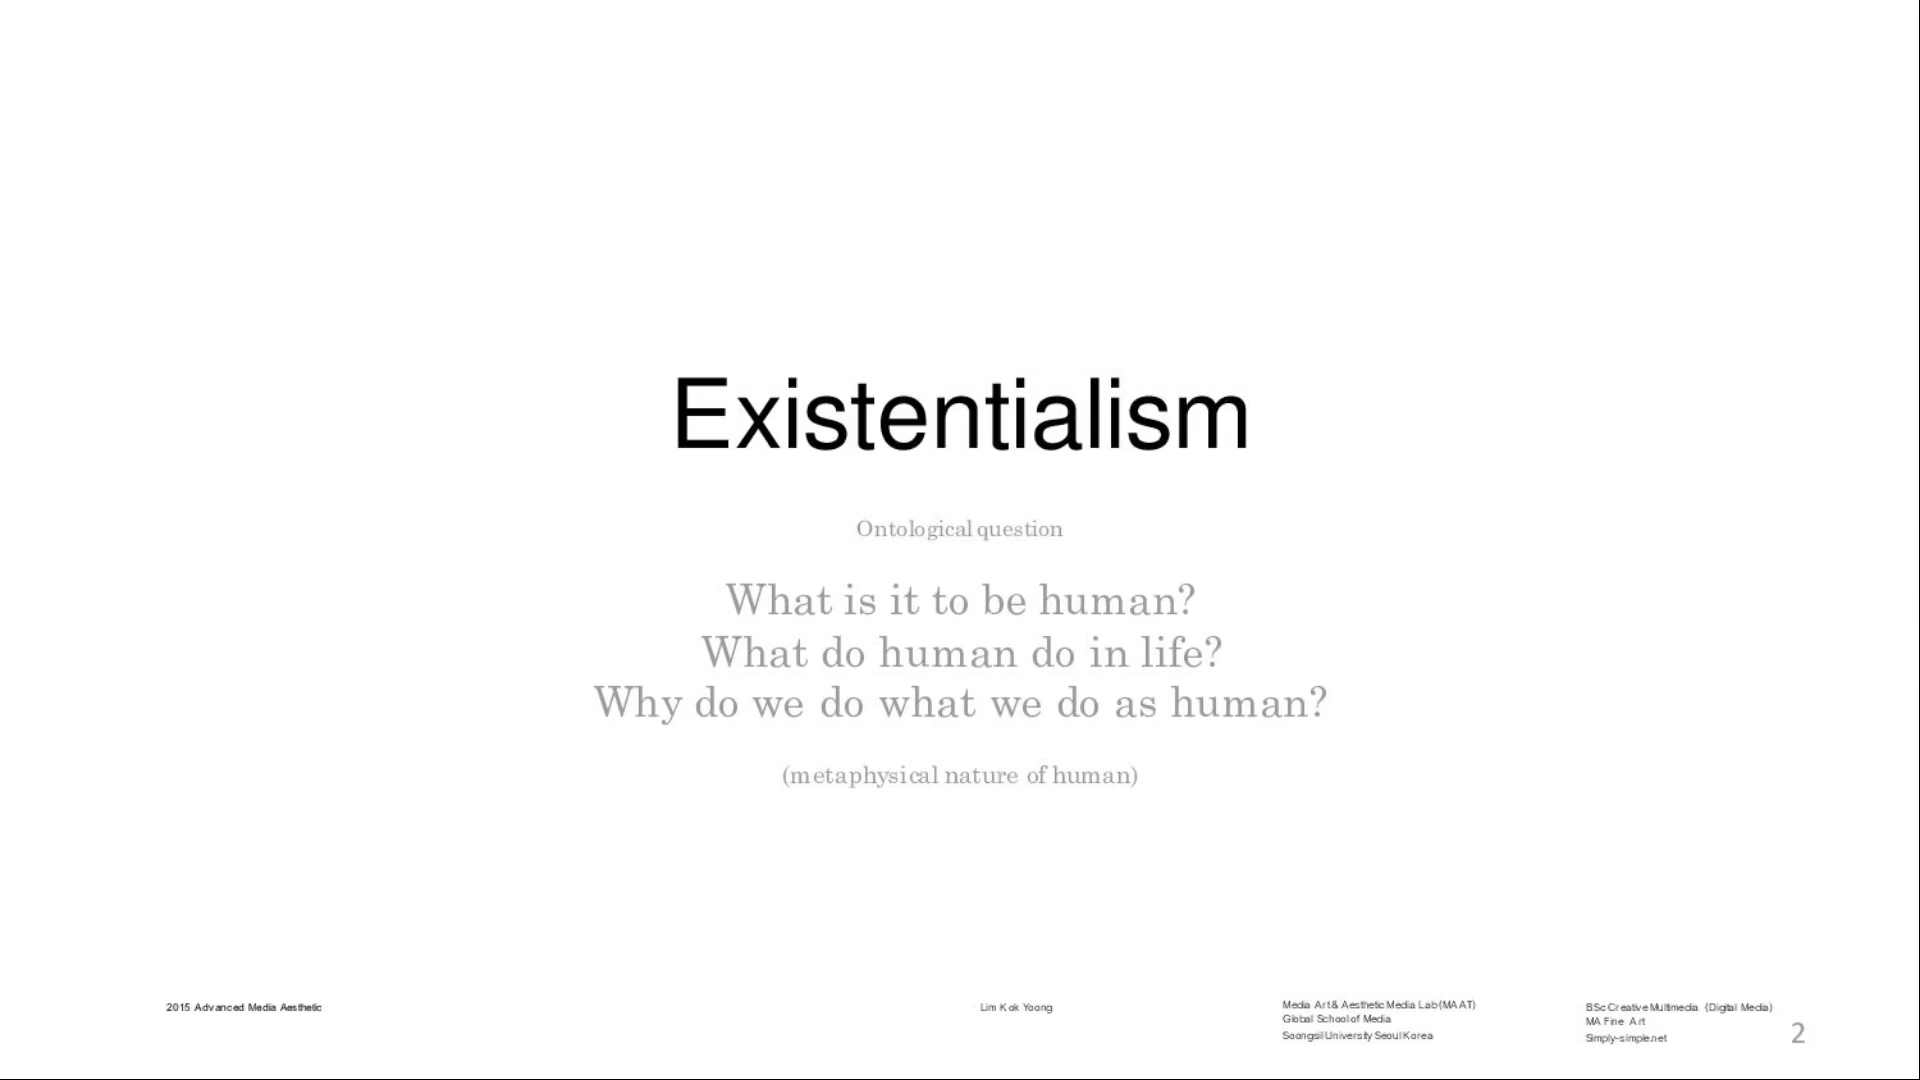 Existentialism
Ontological question
What is it to be human?
What do human do in life?
Why do we do what we do as human?
(metaphysical nature of human)
2015 Advanced Media Aesthetic
Lim Kok Yoong
Media Art & Aesthetic Media Lab (MAAT)
Global School of Media
Soongsil University Seoul Korea
BSc Creative Multimedia (Digital Media)
MA Fine Art
Simply-simple.net
2